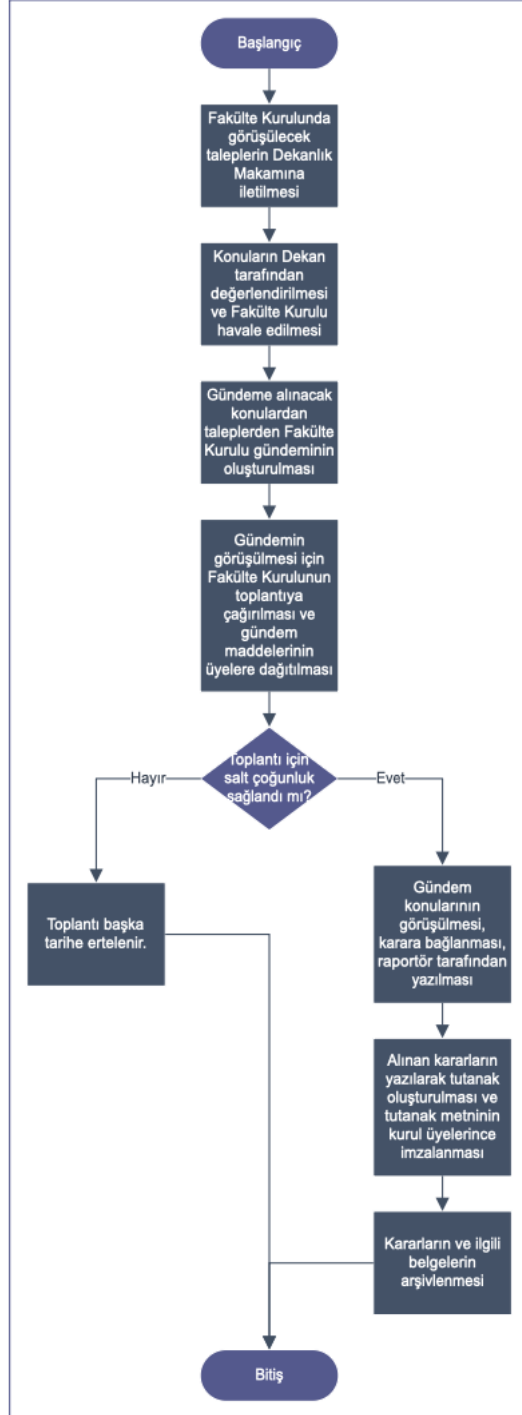 Başlangıç
Fakülte Kurulunda
görüşülecek
taleplerin Dekanlık
Makamına
iletilmesi
Konuların Dekan
tarafından
değerlendirilmesi
ve Fakülte Kurulu
havale edilmesi
Gündeme alınacak
konulardan
taleplerden Fakülte
Kurulu gündeminin
oluşturulması
Gündemin
görüşülmesi için
Fakülte Kurulunun
toplantıya
çağırılması ve
gündem
maddelerinin
üyelere dağıtılması
Toplantı için
salt çoğunluk
sağlandı mı?
Hayır
Evet
Toplantı başka
tarihe ertelenir.
Gündem
konularının
görüşülmesi,
karara bağlanması,
raportör tarafından
yazılması
Alınan kararların
yazılarak tutanak
oluşturulması ve
tutanak metninin
kurul üyelerince
imzalanması
Kararların ve ilgili
belgelerin
arşivlenmesi
Bitiş